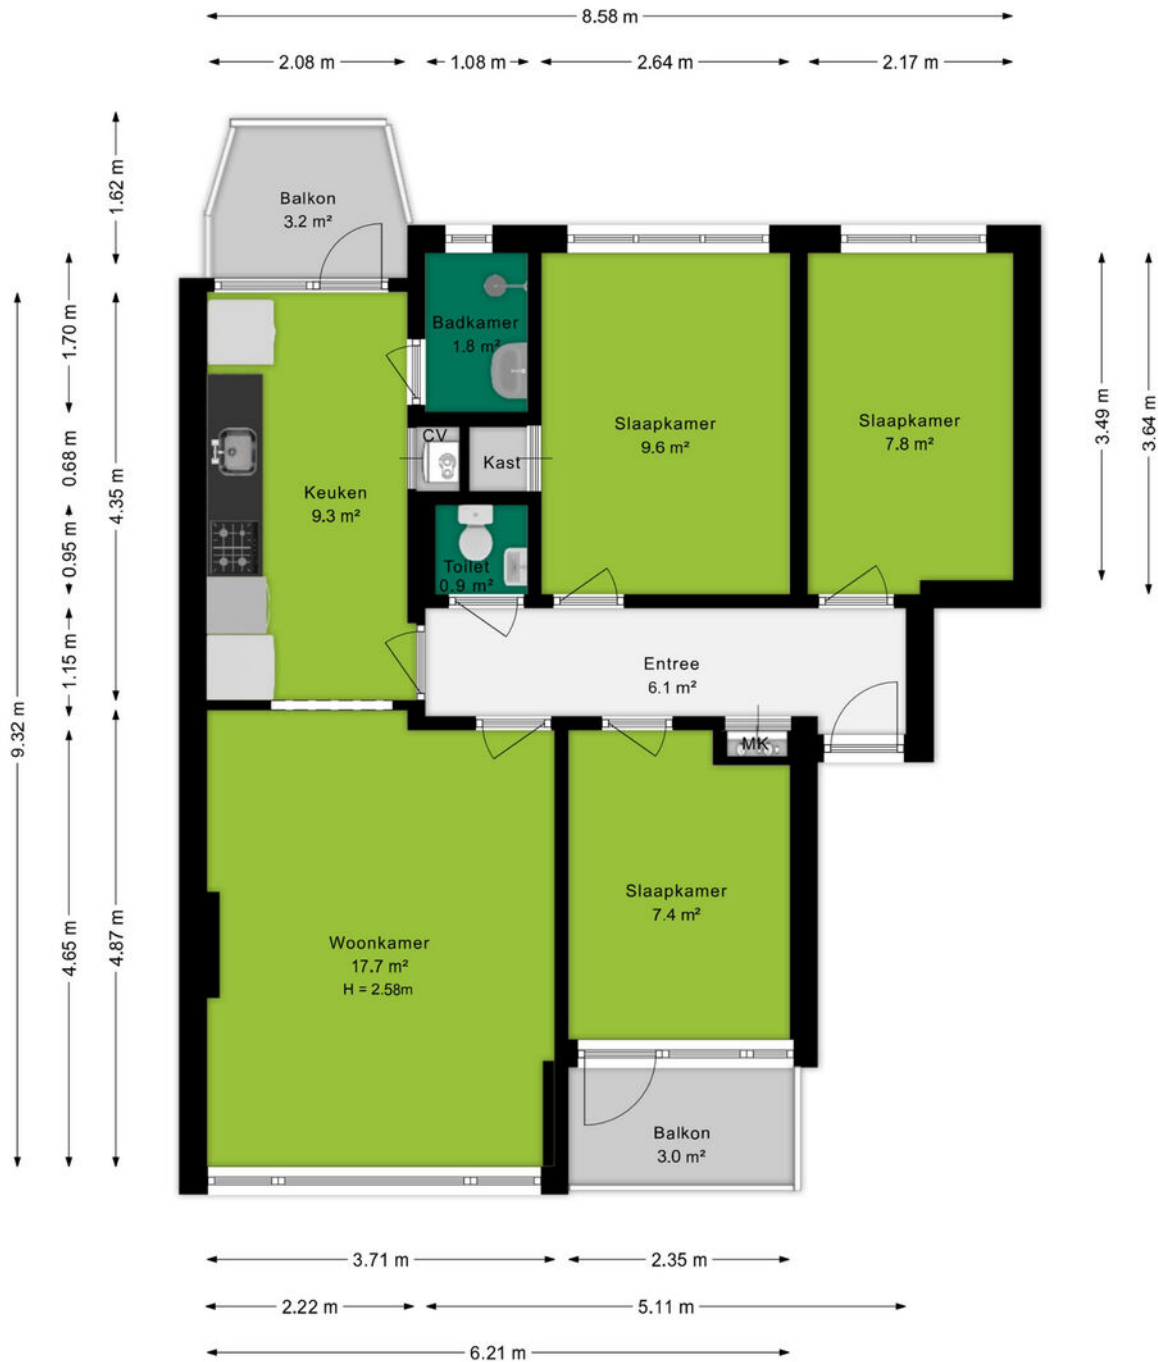 8.58 m
2.08 m
1.08 m
2.64 m
2.17 m
1.62 m
Balkon
3.2 m²
9.32 m
1.70 m
0.68 m
0.95 m
1.15 m
4.65 m
4.35 m
4.87 m
Badkamer
1.8 m²
Slaapkamer
9.6 m²
Slaapkamer
7.8 m²
3.49 m
3.64 m
CV
Kast
Keuken
9.3 m²
Toilet
0.9 m²
Entree
6.1 m²
MK
Slaapkamer
7.4 m²
Woonkamer
17.7 m²
H = 2.58m
Balkon
3.0 m²
3.71 m
2.35 m
2.22 m
5.11 m
6.21 m